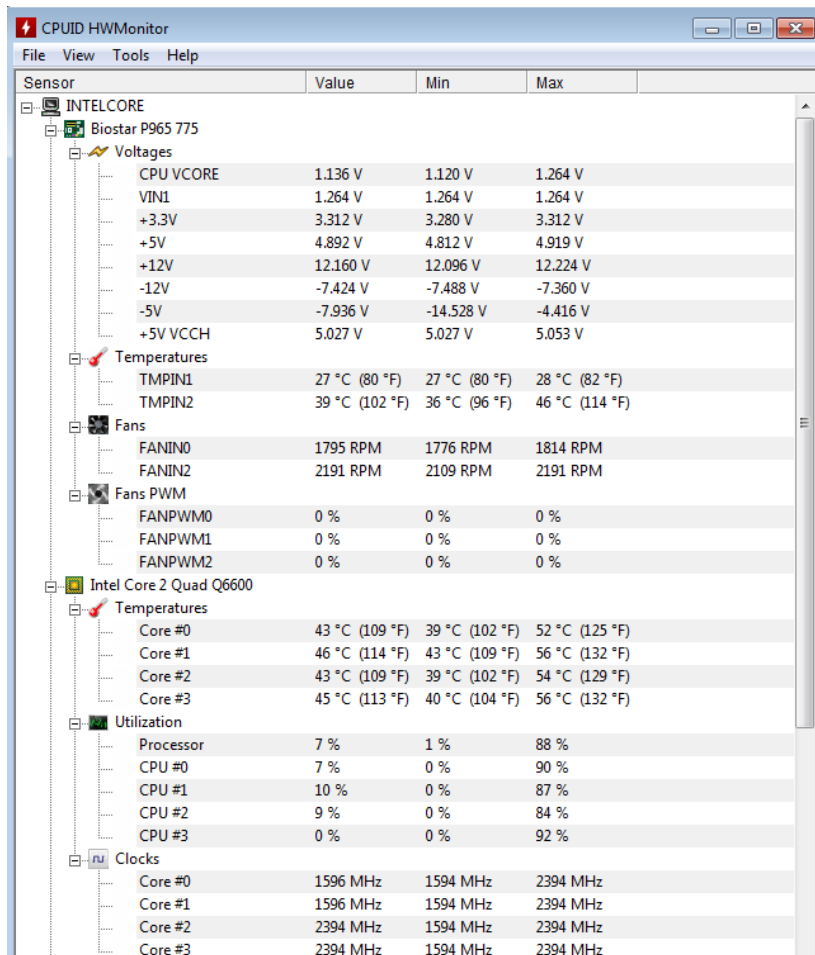 CPUID HWMonitor
File View Tools Help
Sensor Value Min Max
INTELCORE
Biostar P965 775
Voltages
CPU VCORE 1.136 V 1.120 V 1.264 V
VIN1 1.264 V 1.264 V 1.264 V
+3.3V 3.312 V 3.280 V 3.312 V
+5V 4.892 V 4.812 V 4.919 V
+12V 12.160 V 12.096 V 12.224 V
-12V -7.424 V -7.488 V -7.360 V
-5V -7.936 V -14.528 V -4.416 V
+5V VCCH 5.027 V 5.027 V 5.053 V
Temperatures
TMPIN1 27 °C (80 °F) 27 °C (80 °F) 28 °C (82 °F)
TMPIN2 39 °C (102 °F) 36 °C (96 °F) 46 °C (114 °F)
Fans
FANIN0 1795 RPM 1776 RPM 1814 RPM
FANIN2 2191 RPM 2109 RPM 2191 RPM
Fans PWM
FANPWM0 0 % 0 % 0 %
FANPWM1 0 % 0 % 0 %
FANPWM2 0 % 0 % 0 %
Intel Core 2 Quad Q6600
Temperatures
Core #0 43 °C (109 °F) 39 °C (102 °F) 52 °C (125 °F)
Core #1 46 °C (114 °F) 43 °C (109 °F) 56 °C (132 °F)
Core #2 43 °C (109 °F) 39 °C (102 °F) 54 °C (129 °F)
Core #3 45 °C (113 °F) 40 °C (104 °F) 56 °C (132 °F)
Utilization
Processor 7 % 1 % 88 %
CPU #0 7 % 0 % 90 %
CPU #1 10 % 0 % 87 %
CPU #2 9 % 0 % 84 %
CPU #3 0 % 0 % 92 %
Clocks
Core #0 1596 MHz 1594 MHz 2394 MHz
Core #1 1596 MHz 1594 MHz 2394 MHz
Core #2 2394 MHz 1594 MHz 2394 MHz
Core #3 2394 MHz 1594 MHz 2394 MHz